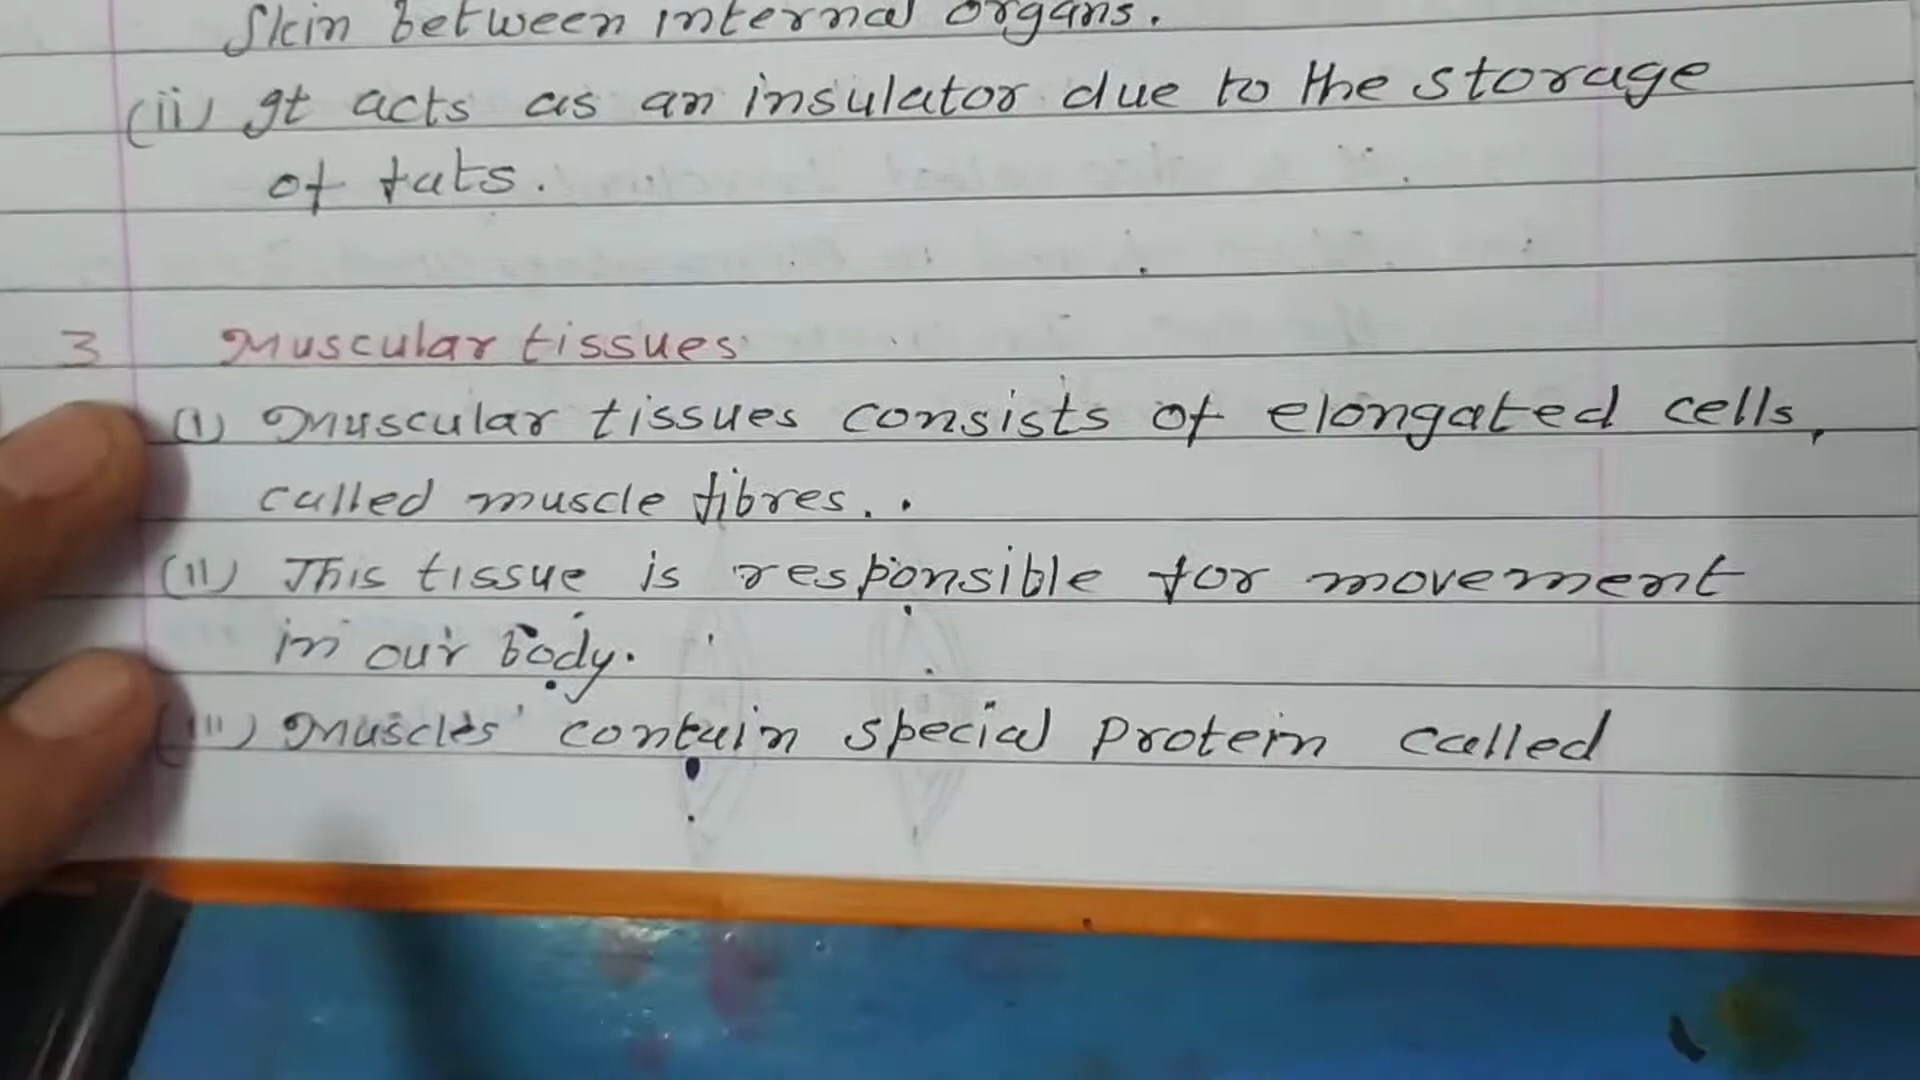 Skin between internal organs.
(ii) It acts as an insulator due to the storage
of fats.
3 Muscular tissues
(i) Muscular tissues consists of elongated cells,
called muscle fibres.
(ii) This tissue is responsible for movement
in our body.
(iii) Muscles contain special protein called